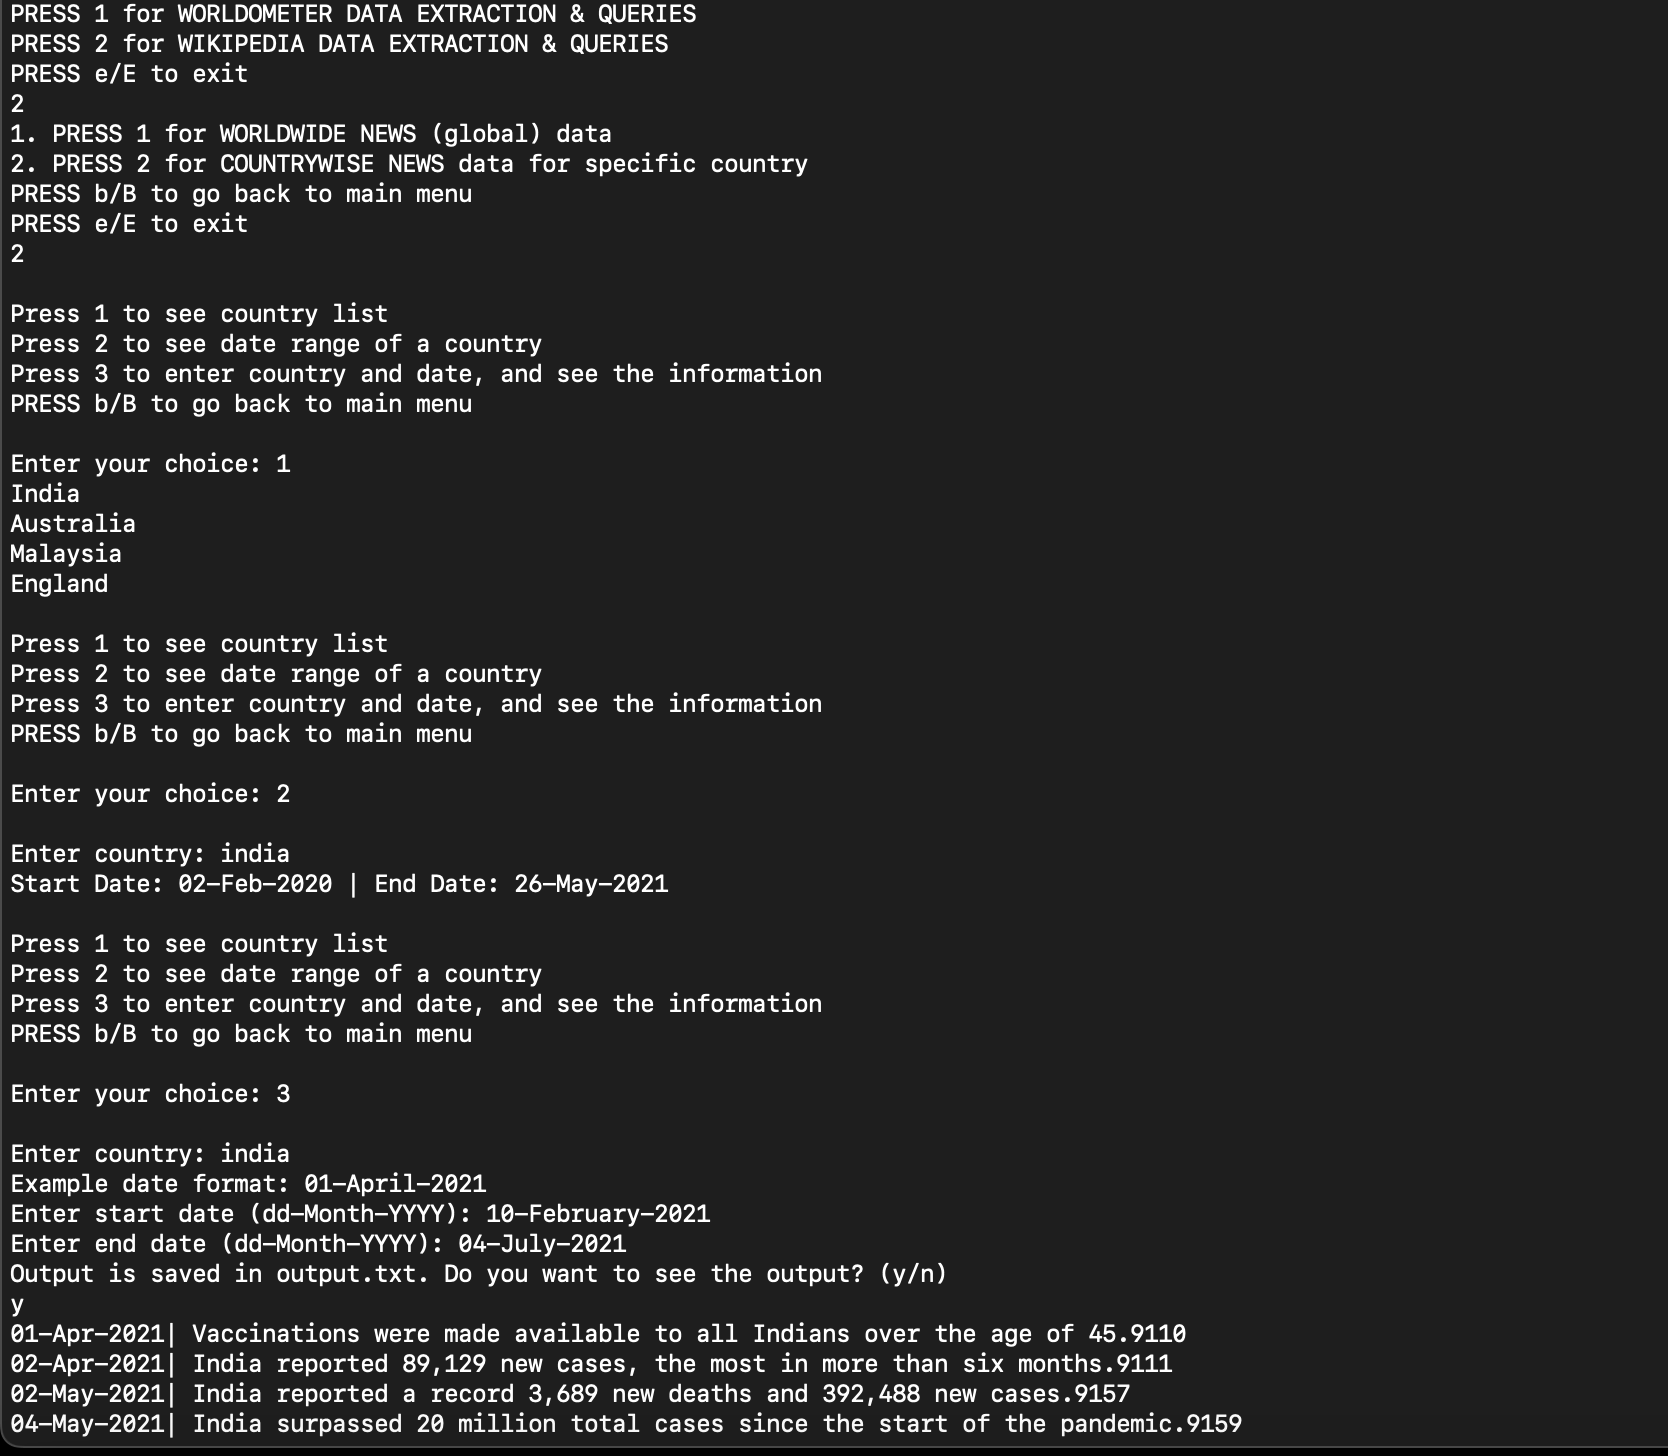 PRESS 1 for WORLDOMETER DATA EXTRACTION & QUERIES
PRESS 2 for WIKIPEDIA DATA EXTRACTION & QUERIES
PRESS e/E to exit
2
1. PRESS 1 for WORLDWIDE NEWS (global) data
2. PRESS 2 for COUNTRYWISE NEWS data for specific country
PRESS b/B to go back to main menu
PRESS e/E to exit
2
Press 1 to see country list
Press 2 to see date range of a country
Press 3 to enter country and date, and see the information
PRESS b/B to go back to main menu
Enter your choice: 1
India
Australia
Malaysia
England
Press 1 to see country list
Press 2 to see date range of a country
Press 3 to enter country and date, and see the information
PRESS b/B to go back to main menu
Enter your choice: 2
Enter country: india
Start Date: 02-Feb-2020 | End Date: 26-May-2021
Press 1 to see country list
Press 2 to see date range of a country
Press 3 to enter country and date, and see the information
PRESS b/B to go back to main menu
Enter your choice: 3
Enter country: india
Example date format: 01-April-2021
Enter start date (dd-Month-YYYY): 10-February-2021
Enter end date (dd-Month-YYYY): 04-July-2021
Output is saved in output.txt. Do you want to see the output? (y/n)
y
01-Apr-2021| Vaccinations were made available to all Indians over the age of 45.9110
02-Apr-2021| India reported 89,129 new cases, the most in more than six months.9111
02-May-2021| India reported a record 3,689 new deaths and 392,488 new cases.9157
04-May-2021| India surpassed 20 million total cases since the start of the pandemic.9159